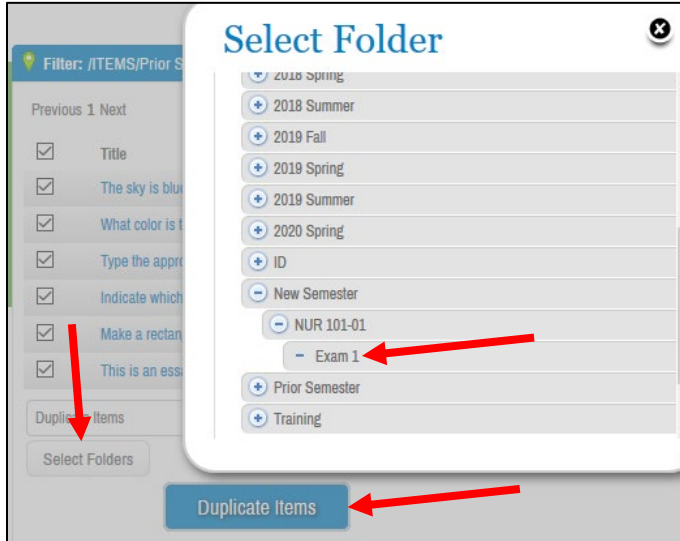 Select Folder
Filter: /ITEMS/Prior S
Previous 1 Next
Title
The sky is blu
What color is t
Type the appr
Indicate which
Make a rectan
This is an ess
Duplicate Items
Select Folders
2018 Spring
2018 Summer
2019 Fall
2019 Spring
2019 Summer
2020 Spring
ID
New Semester
NUR 101-01
Exam 1
Prior Semester
Training
Duplicate Items